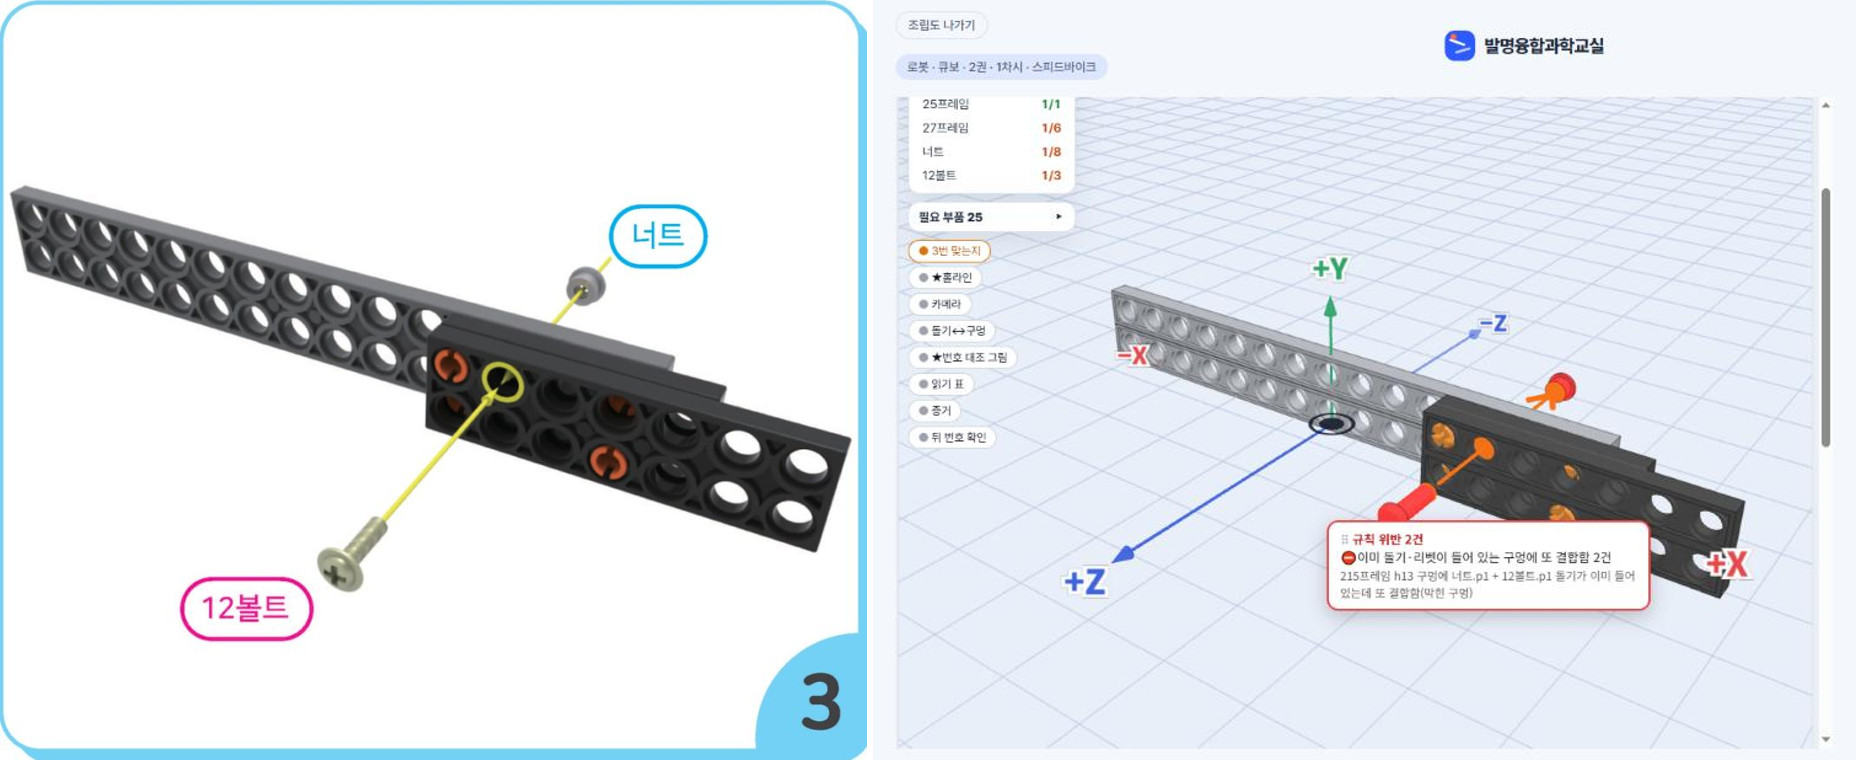 너트
12볼트
3
조립도 나가기
발명융합과학교실
로봇 · 큐보 · 2권 · 1차시 · 스피드바이크
25프레임 1/1
27프레임 1/6
너트 1/8
12볼트 1/3
필요 부품 25
3번 맞는지
★홀라인
카메라
돌기↔구멍
★번호 대조 그림
읽기 표
증거
뒤 번호 확인
+Y
−Z
−X
+Z
+X
규칙 위반 2건
이미 돌기·리벳이 들어 있는 구멍에 또 결합함 2건
215프레임 h13 구멍에 너트.p1 + 12볼트.p1 돌기가 이미 들어
있는데 또 결합함(막힌 구멍)